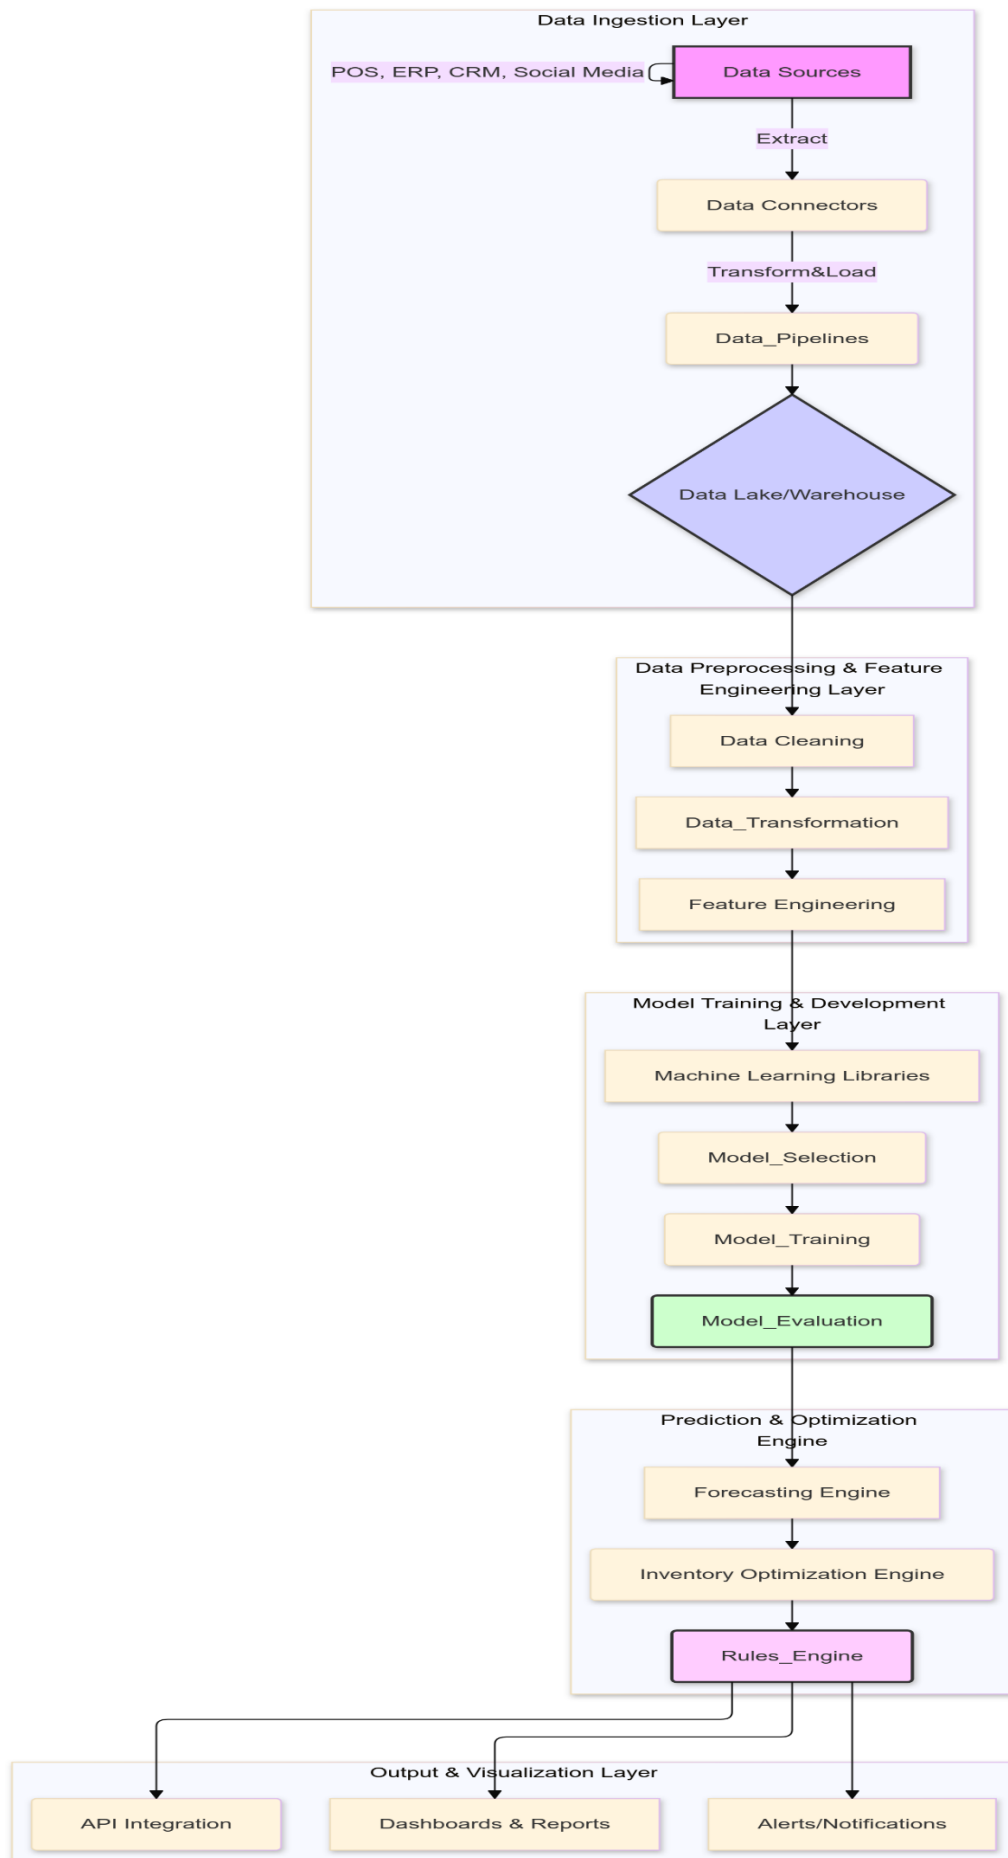 Data Ingestion Layer
POS, ERP, CRM, Social Media
Data Sources
Extract
Data Connectors
Transform&Load
Data_Pipelines
Data Lake/Warehouse
Data Preprocessing & Feature
Engineering Layer
Data Cleaning
Data_Transformation
Feature Engineering
Model Training & Development
Layer
Machine Learning Libraries
Model_Selection
Model_Training
Model_Evaluation
Prediction & Optimization
Engine
Forecasting Engine
Inventory Optimization Engine
Rules_Engine
Output & Visualization Layer
API Integration
Dashboards & Reports
Alerts/Notifications